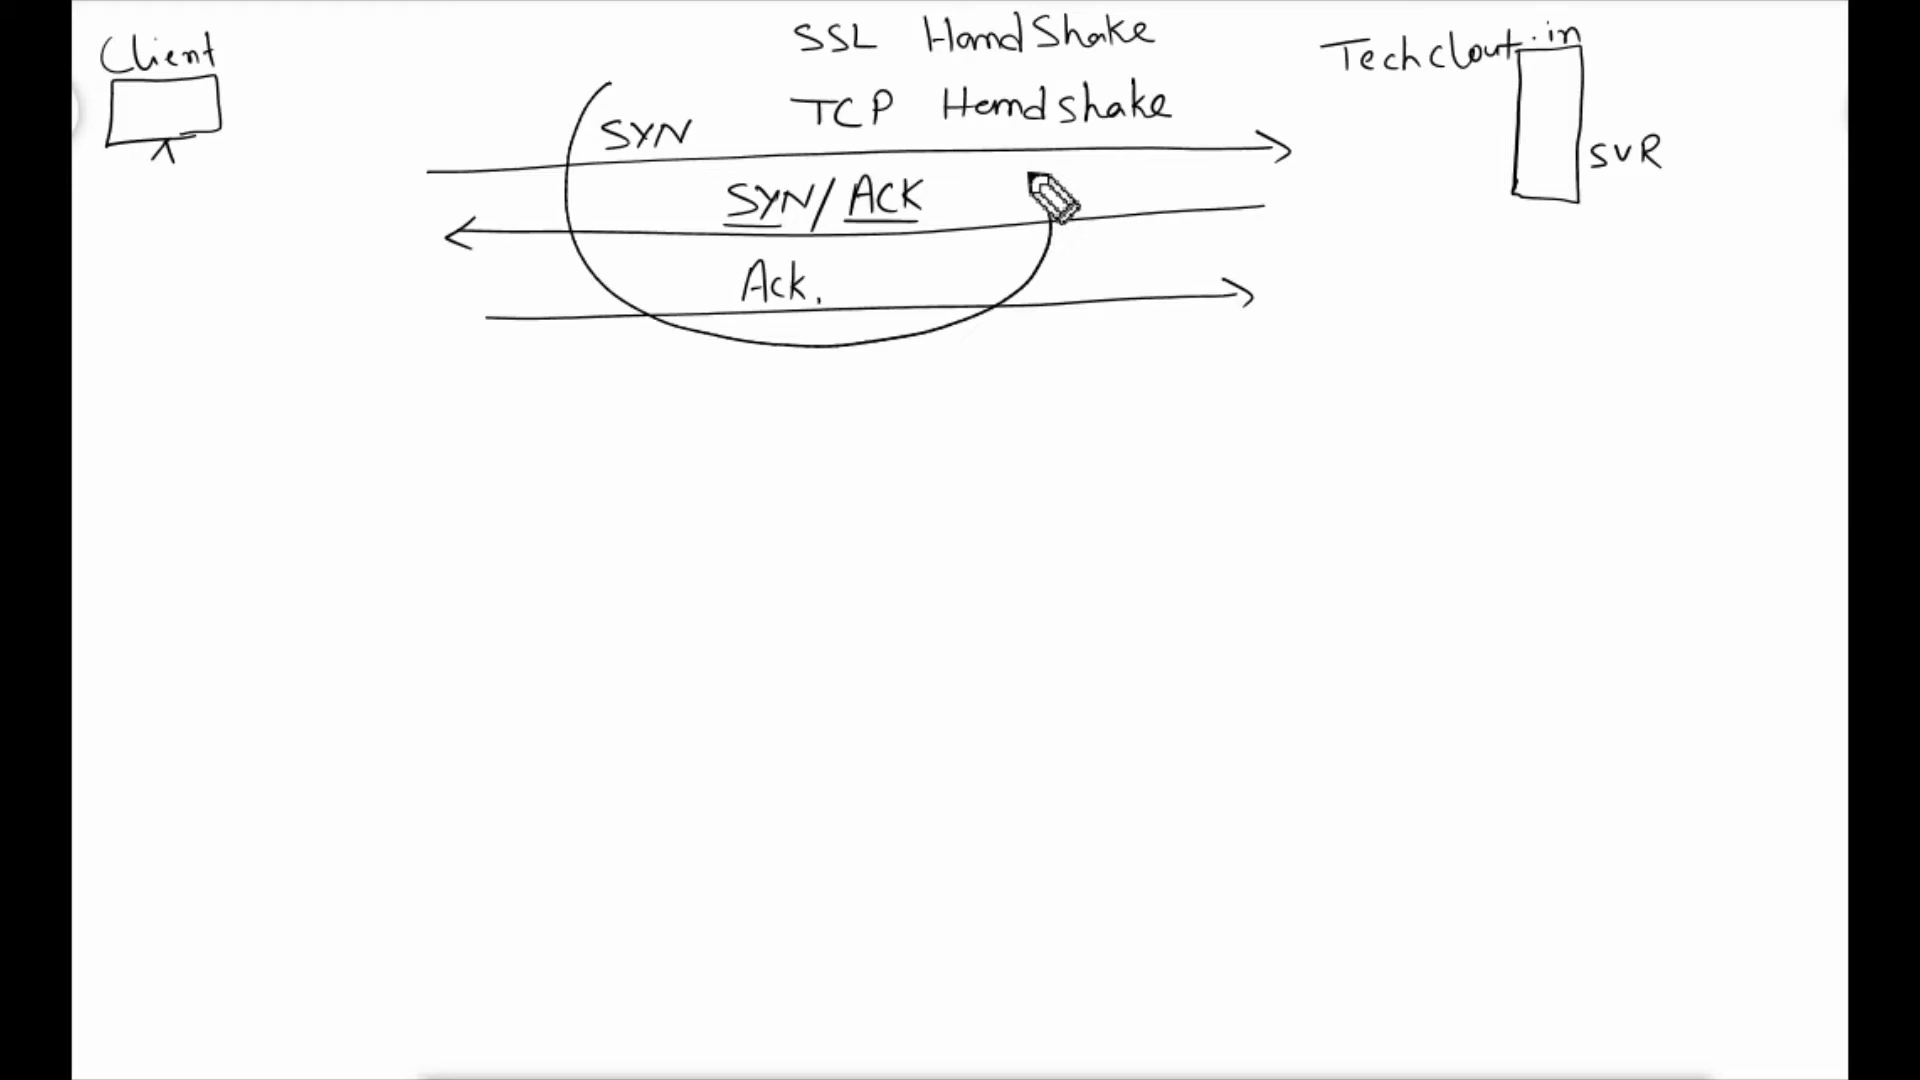 Client
SSL HandShake
Techclout.in
TCP Handshake
SYN
SVR
SYN/ACK
Ack.